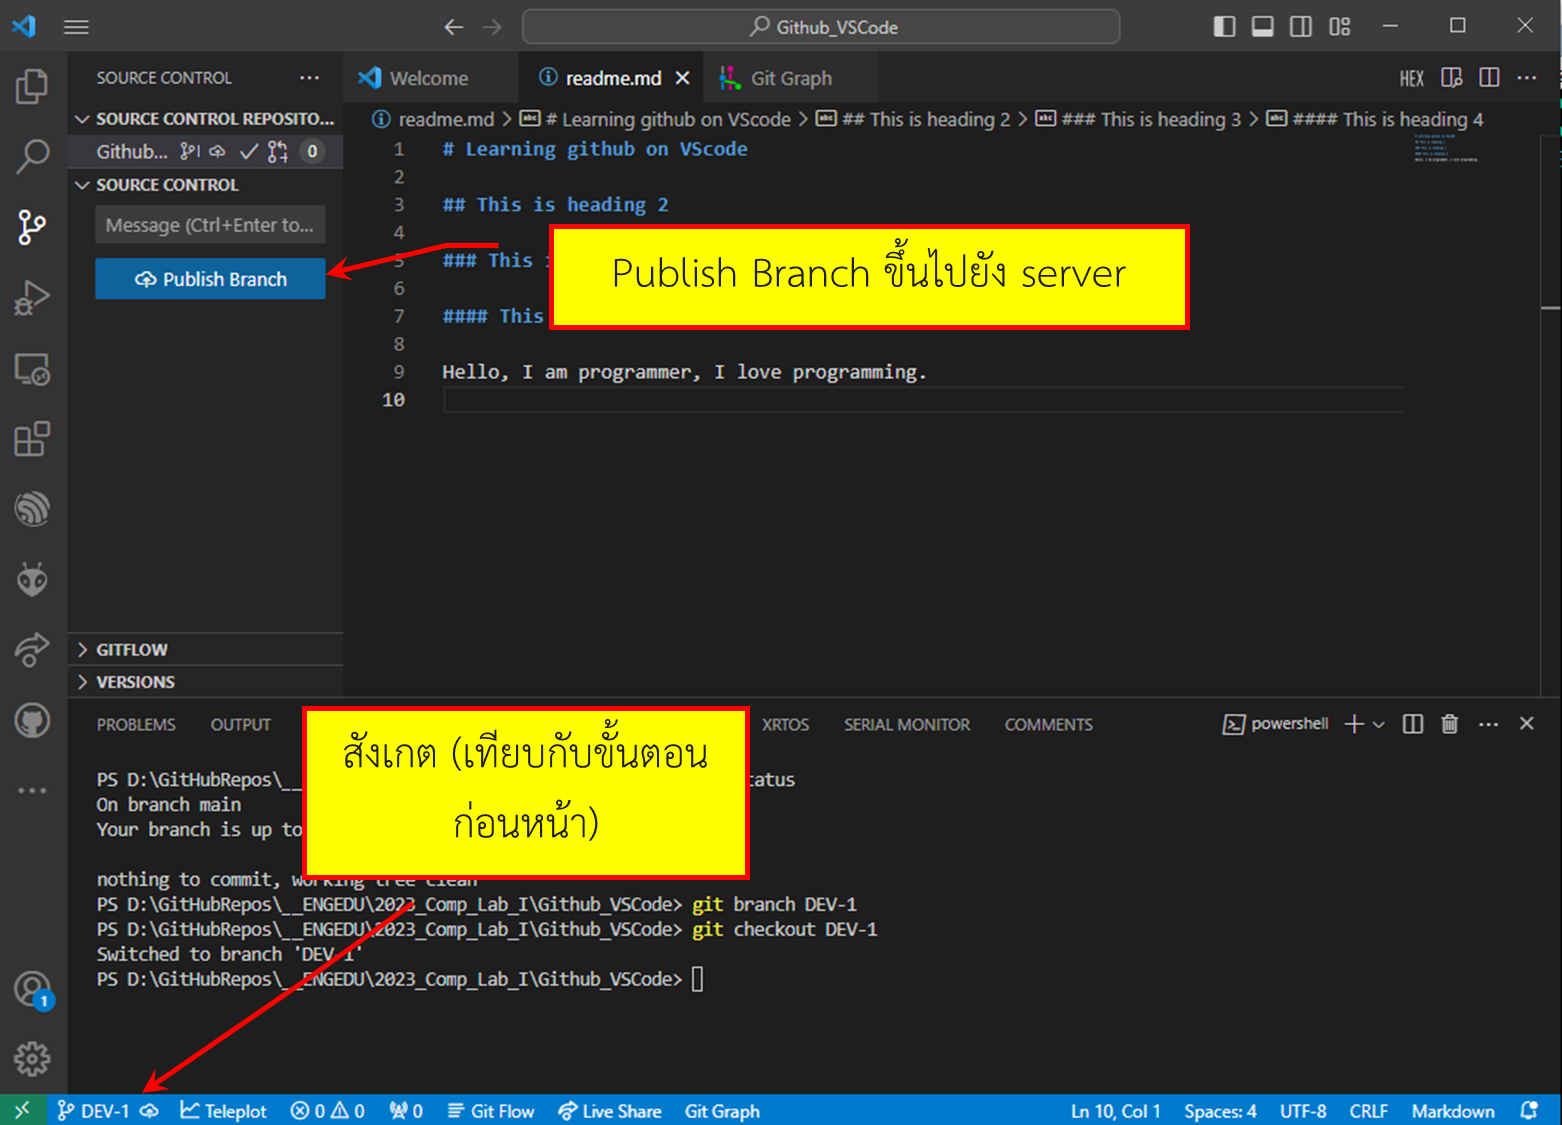 Github_VSCode
SOURCE CONTROL
Welcome
readme.md
Git Graph
HEX
SOURCE CONTROL REPOSITO...
readme.md > # Learning github on VScode > ## This is heading 2 > ### This is heading 3 > #### This is heading 4
Github...
0
SOURCE CONTROL
Message (Ctrl+Enter to...
Publish Branch
1 # Learning github on VScode
2
3 ## This is heading 2
4
5 ### This
6
7 #### This
8
9 Hello, I am programmer, I love programming.
10
Publish Branch ขึ้นไปยัง server
GITFLOW
VERSIONS
PROBLEMS
OUTPUT
XRTOS
SERIAL MONITOR
COMMENTS
powershell
สังเกต (เทียบกับขั้นตอน
ก่อนหน้า)
PS D:\GitHubRepos\__ tatus
On branch main
Your branch is up to
nothing to commit, working tree clean
PS D:\GitHubRepos\__ENGEDU\2023_Comp_Lab_I\Github_VSCode> git branch DEV-1
PS D:\GitHubRepos\__ENGEDU\2023_Comp_Lab_I\Github_VSCode> git checkout DEV-1
Switched to branch 'DEV-1'
PS D:\GitHubRepos\__ENGEDU\2023_Comp_Lab_I\Github_VSCode>
1
DEV-1
Teleplot
0
0
0
Git Flow
Live Share
Git Graph
Ln 10, Col 1
Spaces: 4
UTF-8
CRLF
Markdown